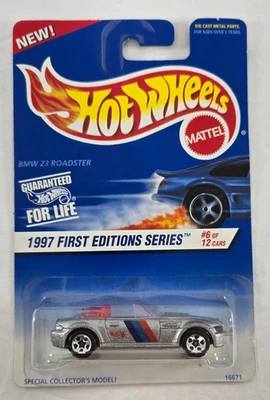 NEW!
DIE CAST METAL PARTS.
FOR AGES OVER 3 YEARS.
Hot Wheels
MATTEL
BMW Z3 ROADSTER
GUARANTEED
FOR LIFE
1997 FIRST EDITIONS SERIES™
#6 OF
12 CARS
SPECIAL COLLECTOR'S MODEL!
16671